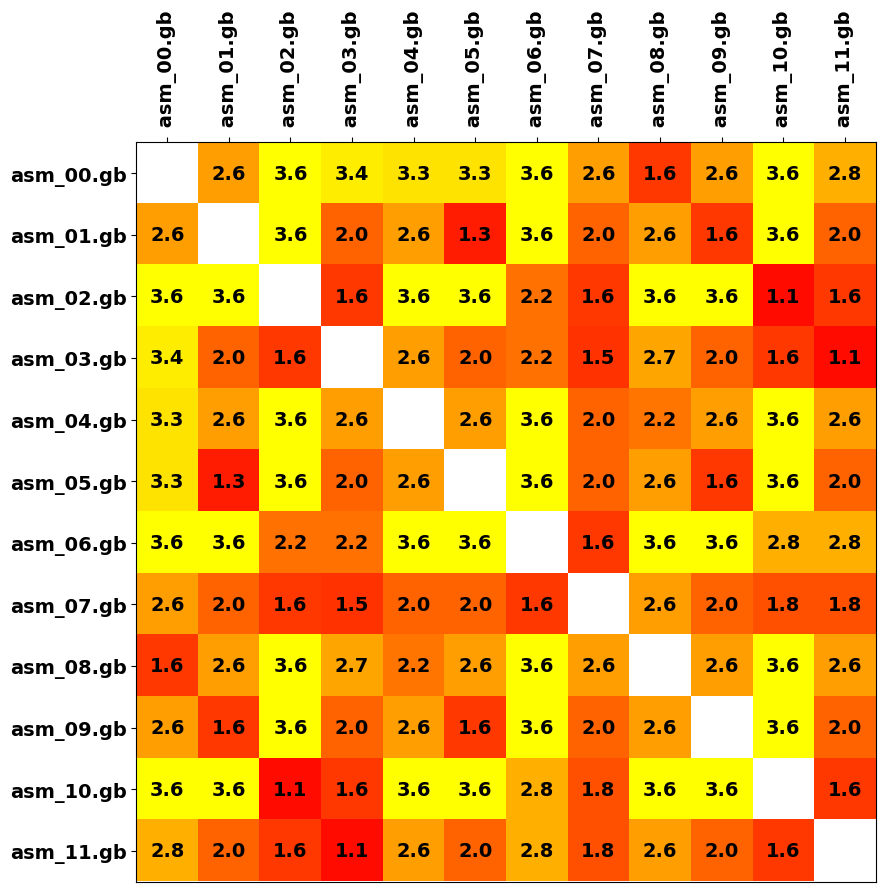 asm_00.gb asm_01.gb asm_02.gb asm_03.gb asm_04.gb asm_05.gb asm_06.gb asm_07.gb asm_08.gb asm_09.gb asm_10.gb asm_11.gb
asm_00.gb 2.6 3.6 3.4 3.3 3.3 3.6 2.6 1.6 2.6 3.6 2.8
asm_01.gb 2.6 3.6 2.0 2.6 1.3 3.6 2.0 2.6 1.6 3.6 2.0
asm_02.gb 3.6 3.6 1.6 3.6 3.6 2.2 1.6 3.6 3.6 1.1 1.6
asm_03.gb 3.4 2.0 1.6 2.6 2.0 2.2 1.5 2.7 2.0 1.6 1.1
asm_04.gb 3.3 2.6 3.6 2.6 2.6 3.6 2.0 2.2 2.6 3.6 2.6
asm_05.gb 3.3 1.3 3.6 2.0 2.6 3.6 2.0 2.6 1.6 3.6 2.0
asm_06.gb 3.6 3.6 2.2 2.2 3.6 3.6 1.6 3.6 3.6 2.8 2.8
asm_07.gb 2.6 2.0 1.6 1.5 2.0 2.0 1.6 2.6 2.0 1.8 1.8
asm_08.gb 1.6 2.6 3.6 2.7 2.2 2.6 3.6 2.6 2.6 3.6 2.6
asm_09.gb 2.6 1.6 3.6 2.0 2.6 1.6 3.6 2.0 2.6 3.6 2.0
asm_10.gb 3.6 3.6 1.1 1.6 3.6 3.6 2.8 1.8 3.6 3.6 1.6
asm_11.gb 2.8 2.0 1.6 1.1 2.6 2.0 2.8 1.8 2.6 2.0 1.6